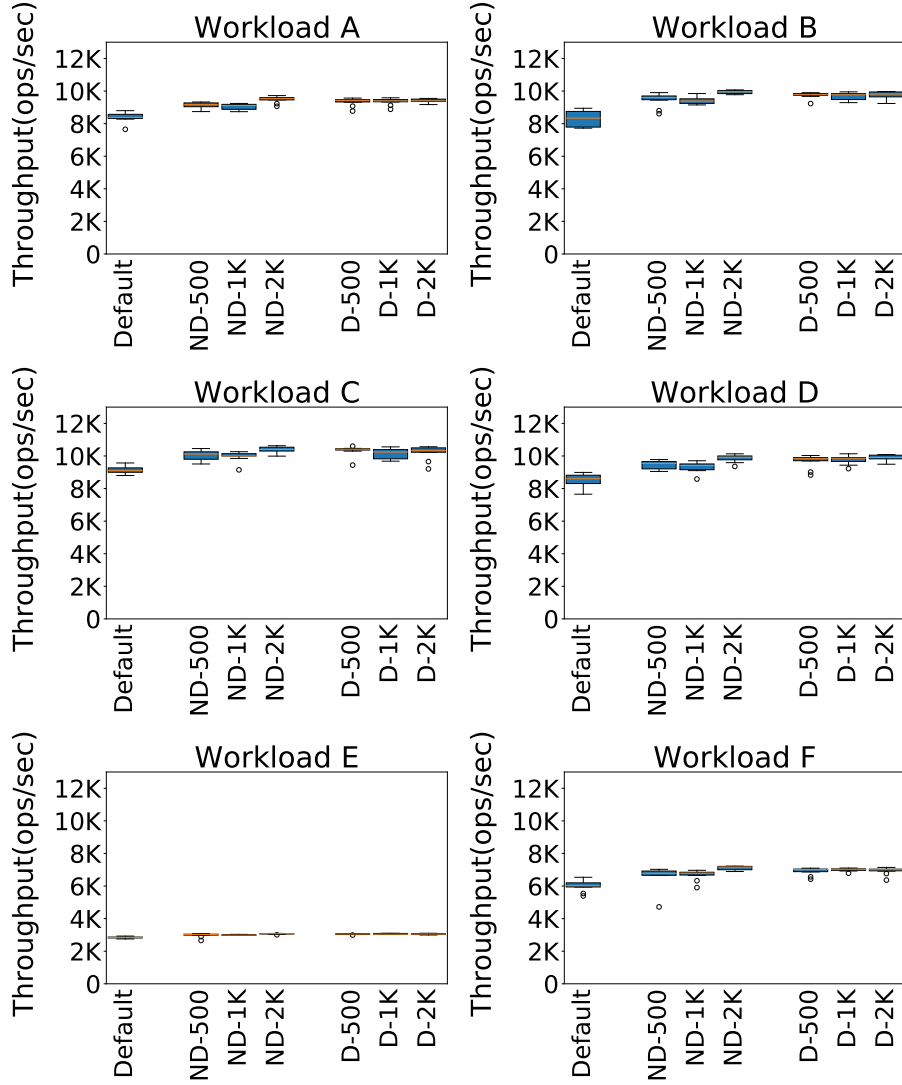 Workload A
Throughput(ops/sec)
12K
10K
8K
6K
4K
2K
0
Default
ND-500
ND-1K
ND-2K
D-500
D-1K
D-2K
Workload B
Throughput(ops/sec)
12K
10K
8K
6K
4K
2K
0
Default
ND-500
ND-1K
ND-2K
D-500
D-1K
D-2K
Workload C
Throughput(ops/sec)
12K
10K
8K
6K
4K
2K
0
Default
ND-500
ND-1K
ND-2K
D-500
D-1K
D-2K
Workload D
Throughput(ops/sec)
12K
10K
8K
6K
4K
2K
0
Default
ND-500
ND-1K
ND-2K
D-500
D-1K
D-2K
Workload E
Throughput(ops/sec)
12K
10K
8K
6K
4K
2K
0
Default
ND-500
ND-1K
ND-2K
D-500
D-1K
D-2K
Workload F
Throughput(ops/sec)
12K
10K
8K
6K
4K
2K
0
Default
ND-500
ND-1K
ND-2K
D-500
D-1K
D-2K